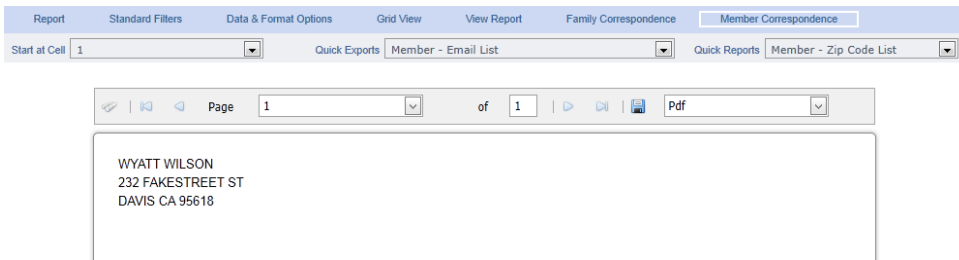 Report Standard Filters Data & Format Options Grid View View Report Family Correspondence Member Correspondence
Start at Cell 1 Quick Exports Member - Email List Quick Reports Member - Zip Code List
Page 1 of 1 Pdf
WYATT WILSON
232 FAKESTREET ST
DAVIS CA 95618